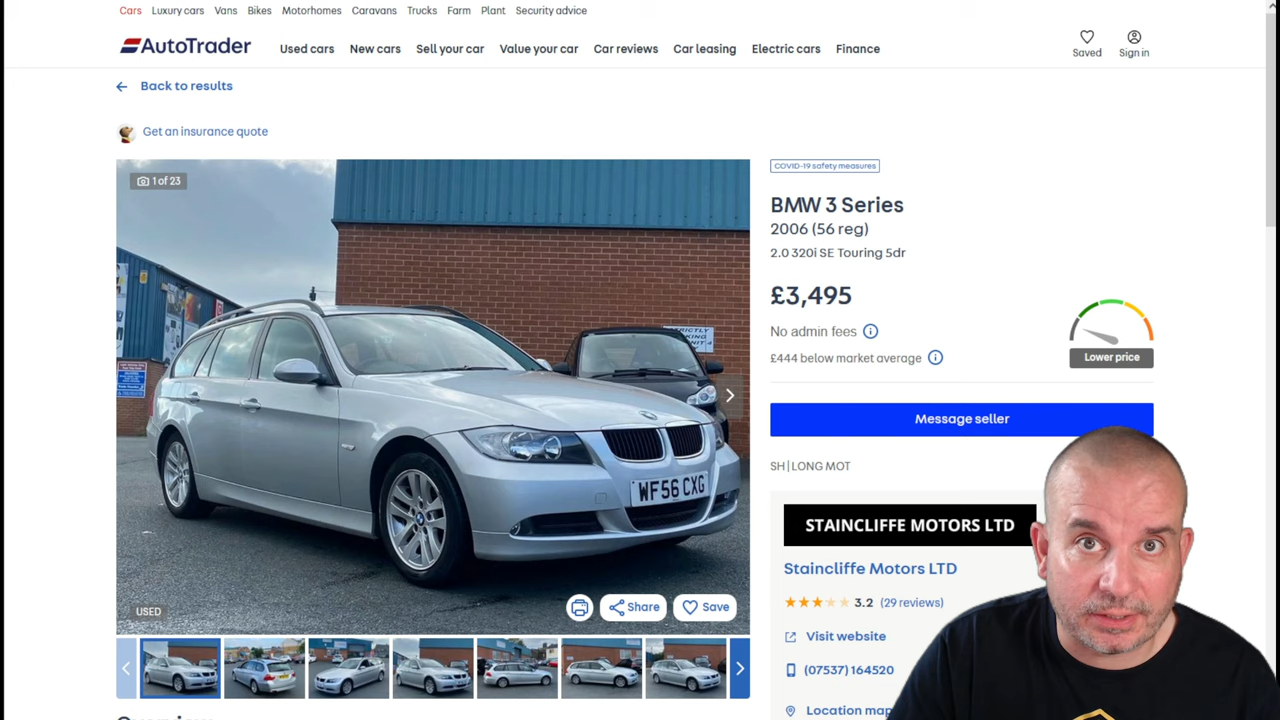 Cars Luxury cars Vans Bikes Motorhomes Caravans Trucks Farm Plant Security advice
AutoTrader
Used cars New cars Sell your car Value your car Car reviews Car leasing Electric cars Finance
Saved Sign in
Back to results
Get an insurance quote
1 of 23
COVID-19 safety measures
BMW 3 Series
2006 (56 reg)
2.0 320i SE Touring 5dr
£3,495
No admin fees
£444 below market average
Lower price
Message seller
SH|LONG MOT
STRICTLY
WF56 CXG
STAINCLIFFE MOTORS LTD
Staincliffe Motors LTD
3.2 (29 reviews)
USED
Share
Save
Visit website
(07537) 164520
Location map
Overview